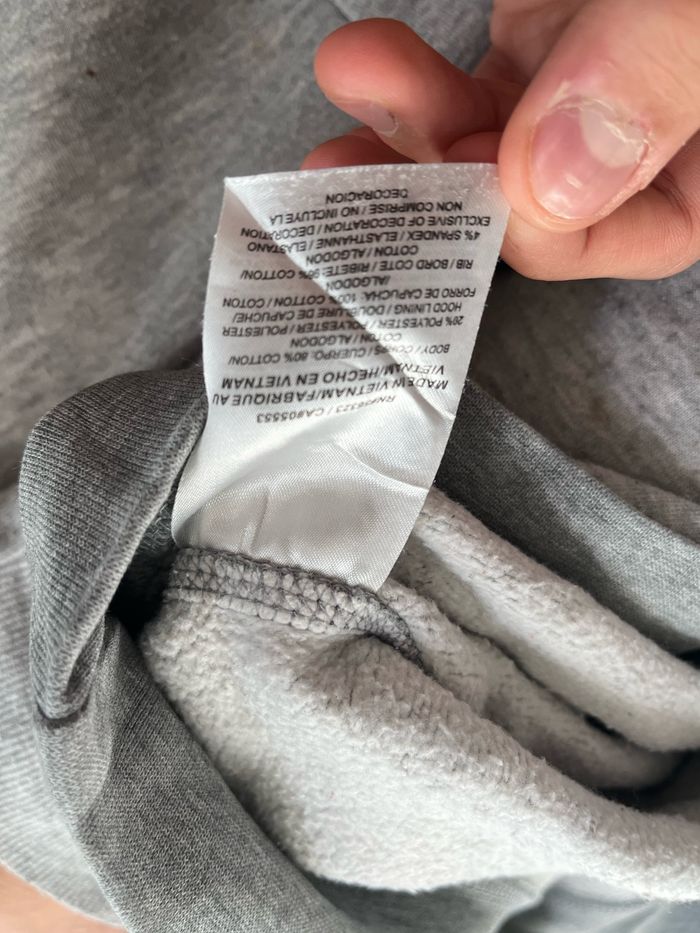 RN#56323 / CA#05553
MADE IN VIETNAM/FABRIQUE AU
VIETNAM/HECHO EN VIETNAM
BODY / CORPS / CUERPO: 80% COTTON/
COTON / ALGODON
20% POLYESTER / POLYESTER / POLIESTER
HOOD LINING / DOUBLURE DE CAPUCHE/
FORRO DE CAPUCHA: 100% COTTON / COTON
/ALGODON
RIB / BORD COTE / RIBETE: 96% COTTON/
COTON / ALGODON
4% SPANDEX / ELASTHANNE / ELASTANO
EXCLUSIVE OF DECORATION / DECORATION
NON COMPRISE / NO INCLUYE LA
DECORACION